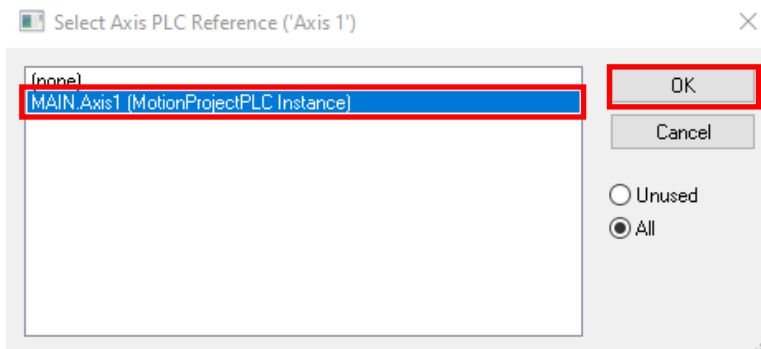 Select Axis PLC Reference ('Axis 1')
(none)
MAIN.Axis1 (MotionProjectPLC Instance)
OK
Cancel
Unused
All